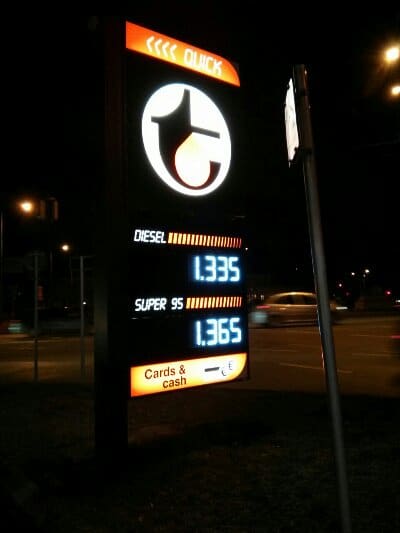 <<<< QUICK
DIESEL
1.335
SUPER 95
1.365
Cards &
cash